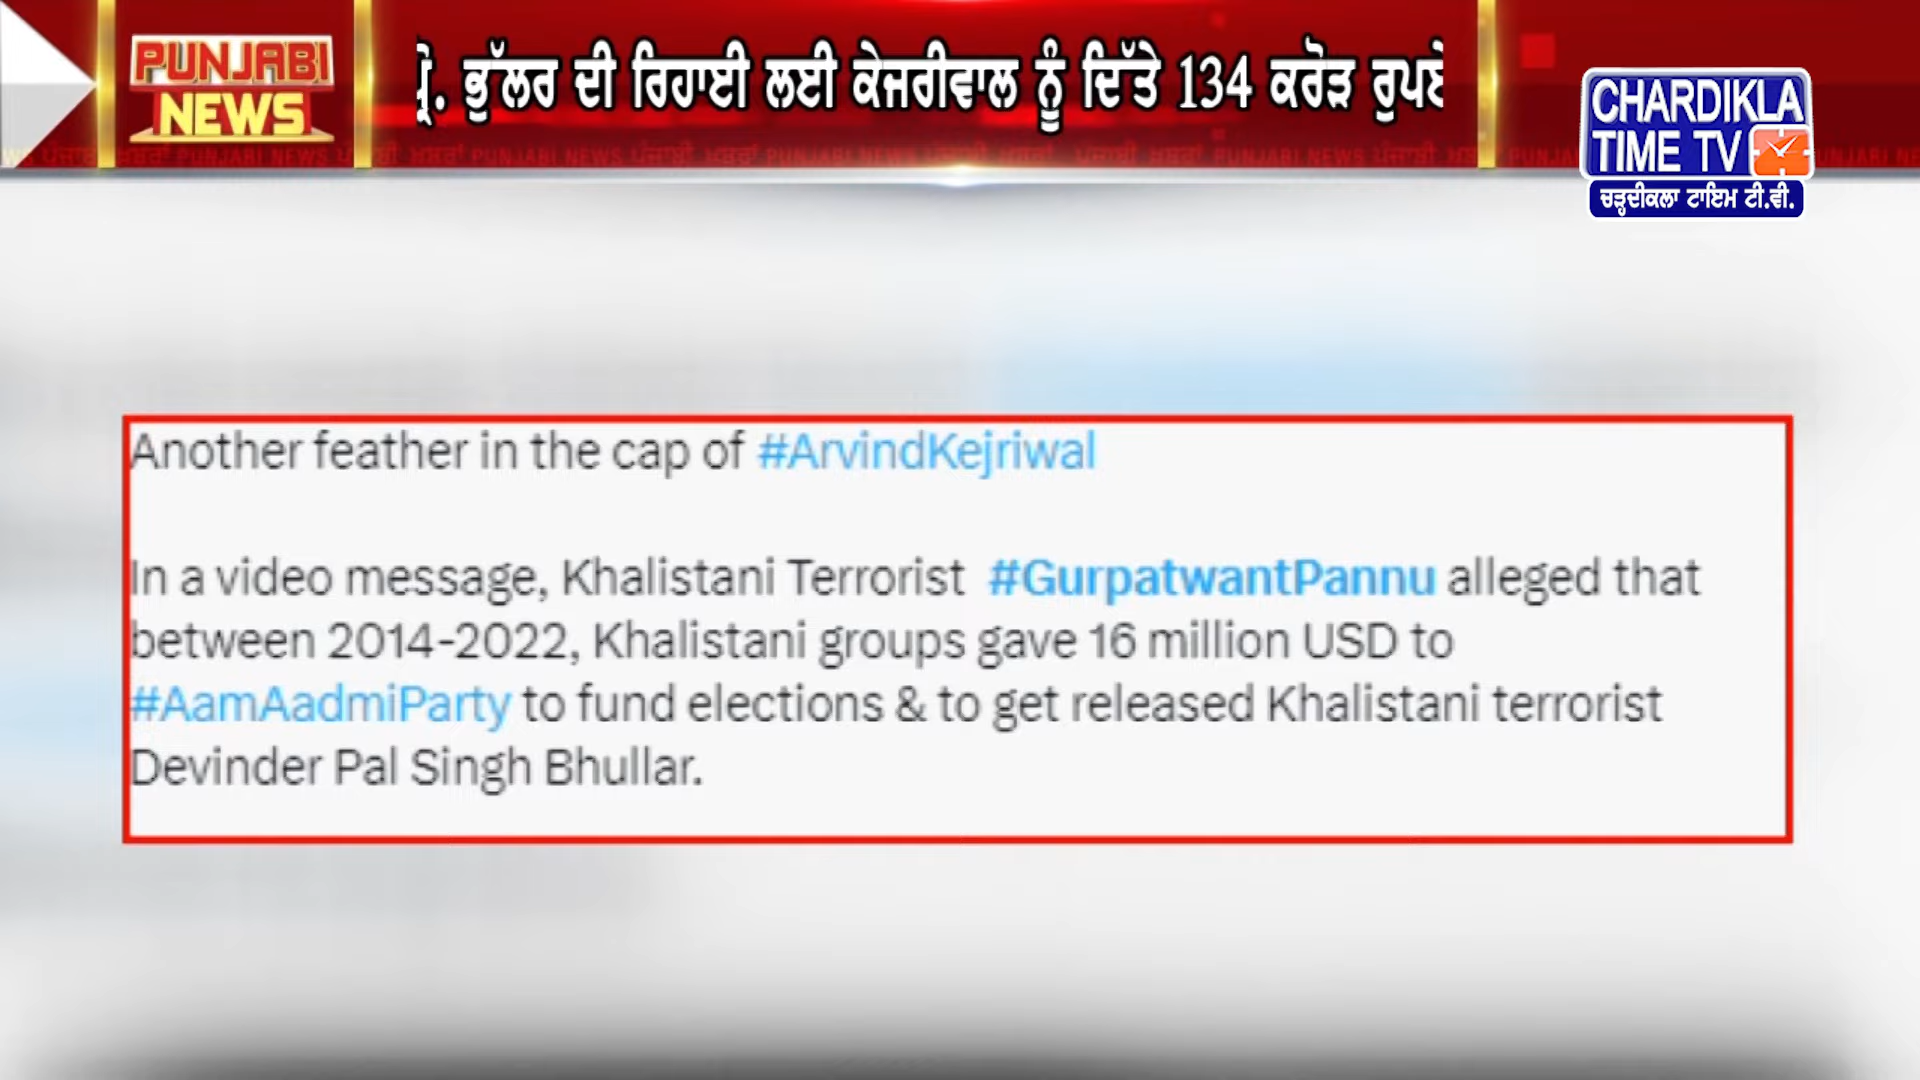 PUNJABI
NEWS
ਪ੍ਰੋ. ਭੁੱਲਰ ਦੀ ਰਿਹਾਈ ਲਈ ਕੇਜਰੀਵਾਲ ਨੂੰ ਦਿੱਤੇ 134 ਕਰੋੜ
CHARDIKLA
TIME TV
ਚੜ੍ਹਦੀਕਲਾ ਟਾਇਮ ਟੀ.ਵੀ.
Another feather in the cap of #ArvindKejriwal
In a video message, Khalistani Terrorist #GurpatwantPannu alleged that
between 2014-2022, Khalistani groups gave 16 million USD to
#AamAadmiParty to fund elections & to get released Khalistani terrorist
Devinder Pal Singh Bhullar.